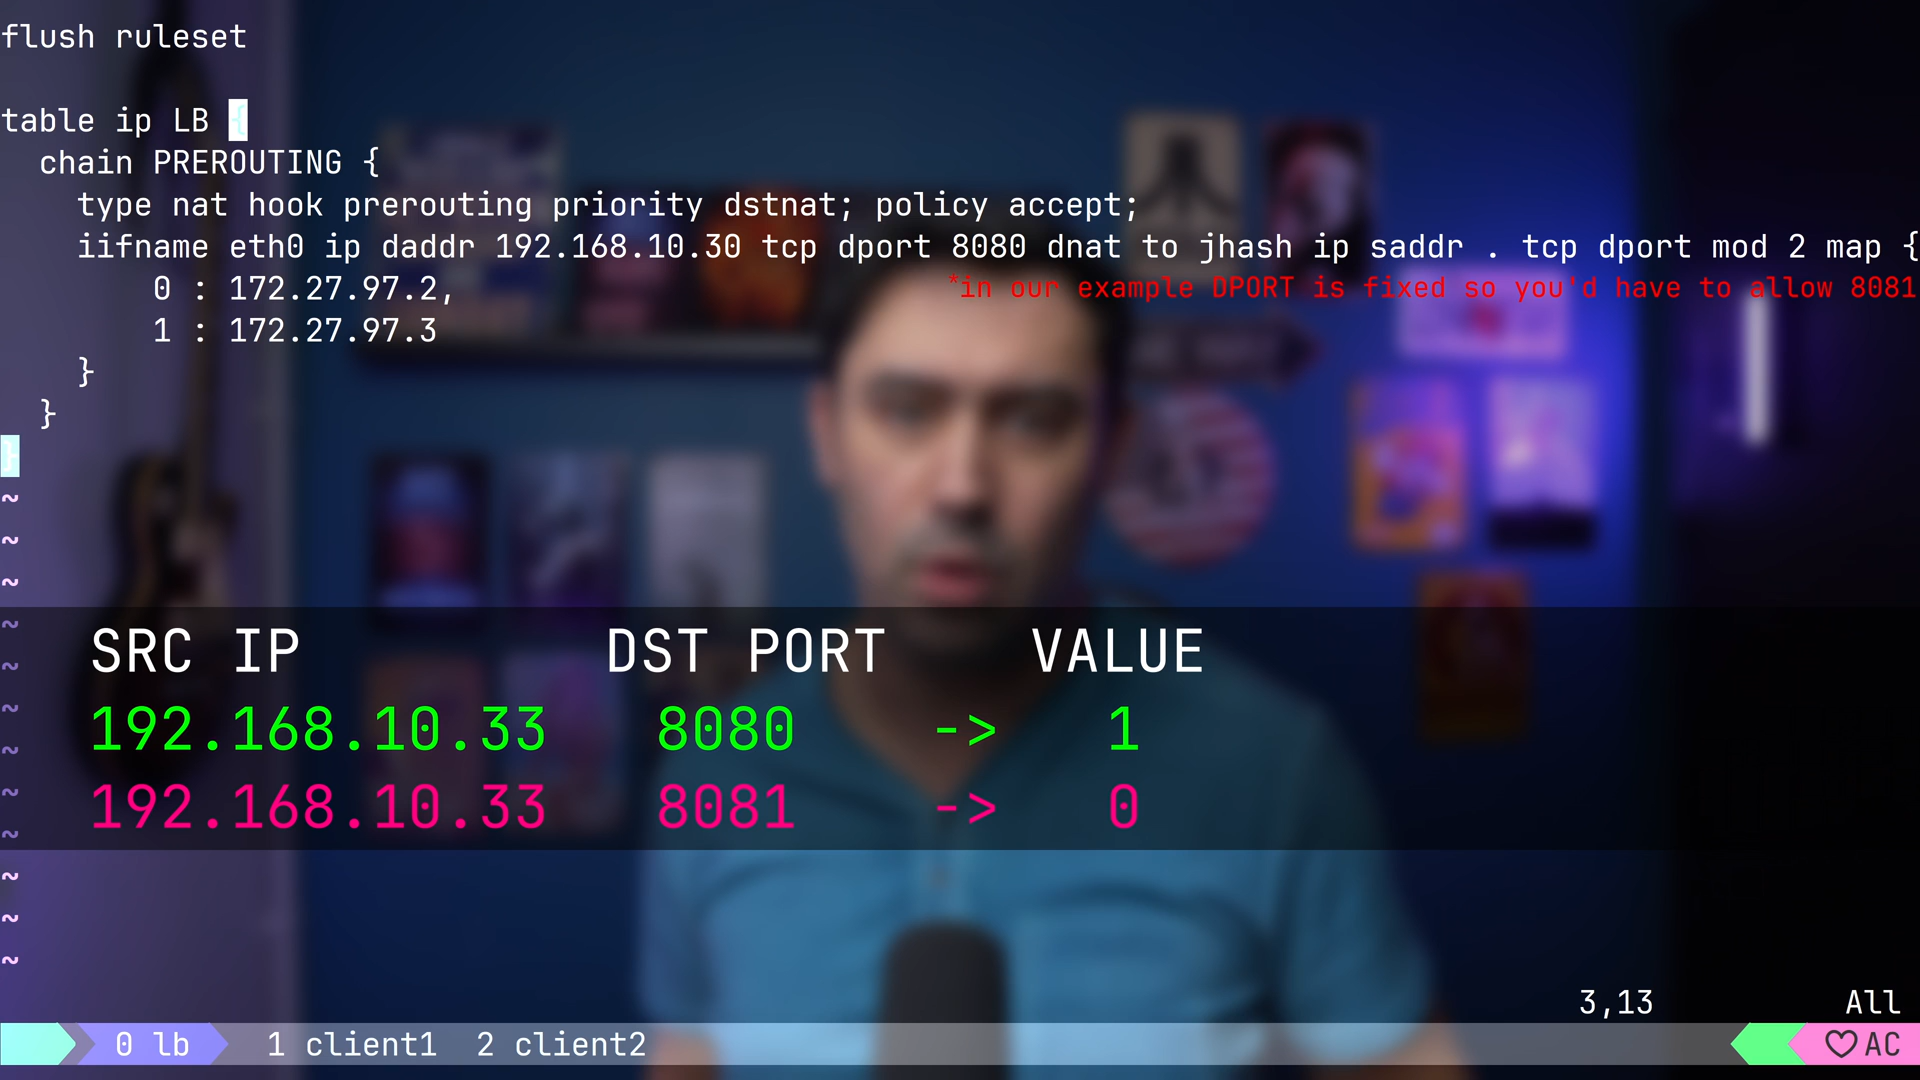 flush ruleset
table ip LB {
chain PREROUTING {
type nat hook prerouting priority dstnat; policy accept;
iifname eth0 ip daddr 192.168.10.30 tcp dport 8080 dnat to jhash ip saddr . tcp dport mod 2 map {
0 : 172.27.97.2,
*in our example DPORT is fixed so you'd have to allow 8081
1 : 172.27.97.3
}
}
}
~
~
~
~
~
~
~
~
~
~
~
~
SRC IP DST PORT VALUE
192.168.10.33 8080 -> 1
192.168.10.33 8081 -> 0
3,13 All
0 lb 1 client1 2 client2 ♡ AC